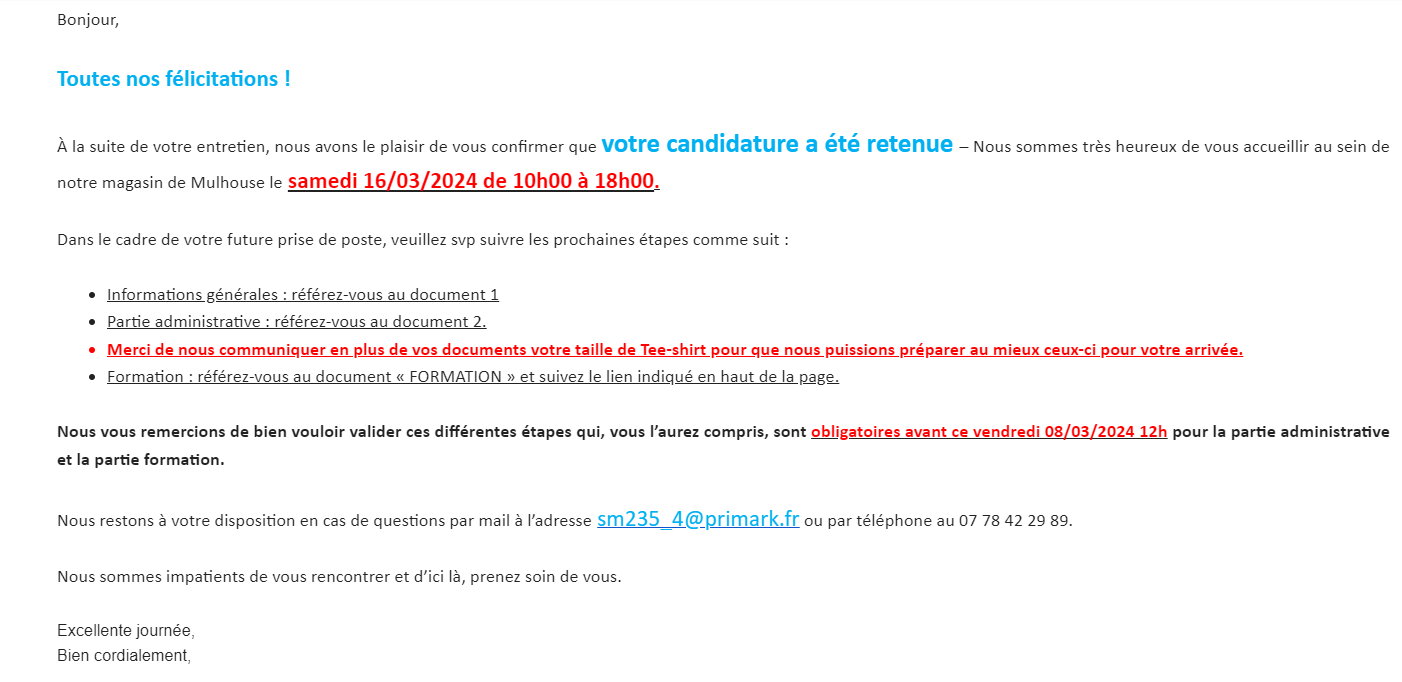 Bonjour,
Toutes nos félicitations !
À la suite de votre entretien, nous avons le plaisir de vous confirmer que votre candidature a été retenue – Nous sommes très heureux de vous accueillir au sein de
notre magasin de Mulhouse le samedi 16/03/2024 de 10h00 à 18h00.
Dans le cadre de votre future prise de poste, veuillez svp suivre les prochaines étapes comme suit :
• Informations générales : référez-vous au document 1
• Partie administrative : référez-vous au document 2.
• Merci de nous communiquer en plus de vos documents votre taille de Tee-shirt pour que nous puissions préparer au mieux ceux-ci pour votre arrivée.
• Formation : référez-vous au document « FORMATION » et suivez le lien indiqué en haut de la page.
Nous vous remercions de bien vouloir valider ces différentes étapes qui, vous l’aurez compris, sont obligatoires avant ce vendredi 08/03/2024 12h pour la partie administrative
et la partie formation.
Nous restons à votre disposition en cas de questions par mail à l’adresse sm235_4@primark.fr ou par téléphone au 07 78 42 29 89.
Nous sommes impatients de vous rencontrer et d’ici là, prenez soin de vous.
Excellente journée,
Bien cordialement,